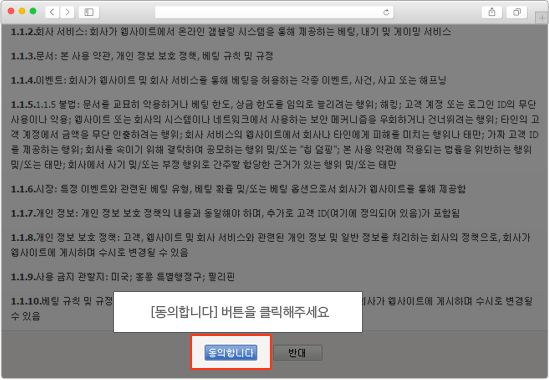 1.1.2.회사 서비스: 회사가 웹사이트에서 온라인 갬블링 시스템을 통해 제공하는 베팅, 내기 및 게이밍 서비스
1.1.3.문서: 본 사용 약관, 개인 정보 보호 정책, 베팅 규칙 및 규정
1.1.4.이벤트: 회사가 웹사이트 및 회사 서비스를 통해 베팅을 허용하는 각종 이벤트, 사건, 사고 또는 해프닝
1.1.5.1.1.5 불법: 문서를 교묘히 악용하거나 베팅 한도, 상금 한도를 임의로 늘리려는 행위; 해킹; 고객 계정 또는 로그인 ID의 무단
사용이나 악용; 웹사이트 또는 회사의 시스템이나 네트워크에서 사용하는 보안 메커니즘을 우회하거나 건너뛰려는 행위; 타인의 고
객 계정에서 금액을 무단 인출하려는 행위; 회사 서비스의 웹사이트에서 회사나 타인에게 피해를 미치는 행위나 태만; 가짜 고객 ID
를 제공하는 행위; 회사를 속이기 위해 결탁하여 공모하는 행위 및/또는 "칩 덤핑"; 본 사용 약관에 적용되는 법률을 위반하는 행위
및/또는 태만; 회사에서 사기 및/또는 부정 행위로 간주할 합당한 근거가 있는 행위 및/또는 태만
1.1.6.시장: 특정 이벤트와 관련된 베팅 유형, 베팅 확률 및/또는 베팅 옵션으로서 회사가 웹사이트를 통해 제공함
1.1.7.개인 정보: 개인 정보 보호 정책의 내용과 동일해야 하며, 추가로 고객 ID(여기에 정의되어 있음)가 포함됨
1.1.8.개인 정보 보호 정책: 고객, 웹사이트 및 회사 서비스와 관련된 개인 정보 및 일반 정보를 처리하는 회사의 정책으로, 회사가
웹사이트에 게시하며 수시로 변경될 수 있음
1.1.9.사용 금지 관할지: 미국; 홍콩 특별행정구; 필리핀
1.1.10.베팅 규칙 및 규정 회사가 웹사이트에 게시하며 수시로 변경될
수 있음
[동의합니다] 버튼을 클릭해주세요
동의합니다 반대